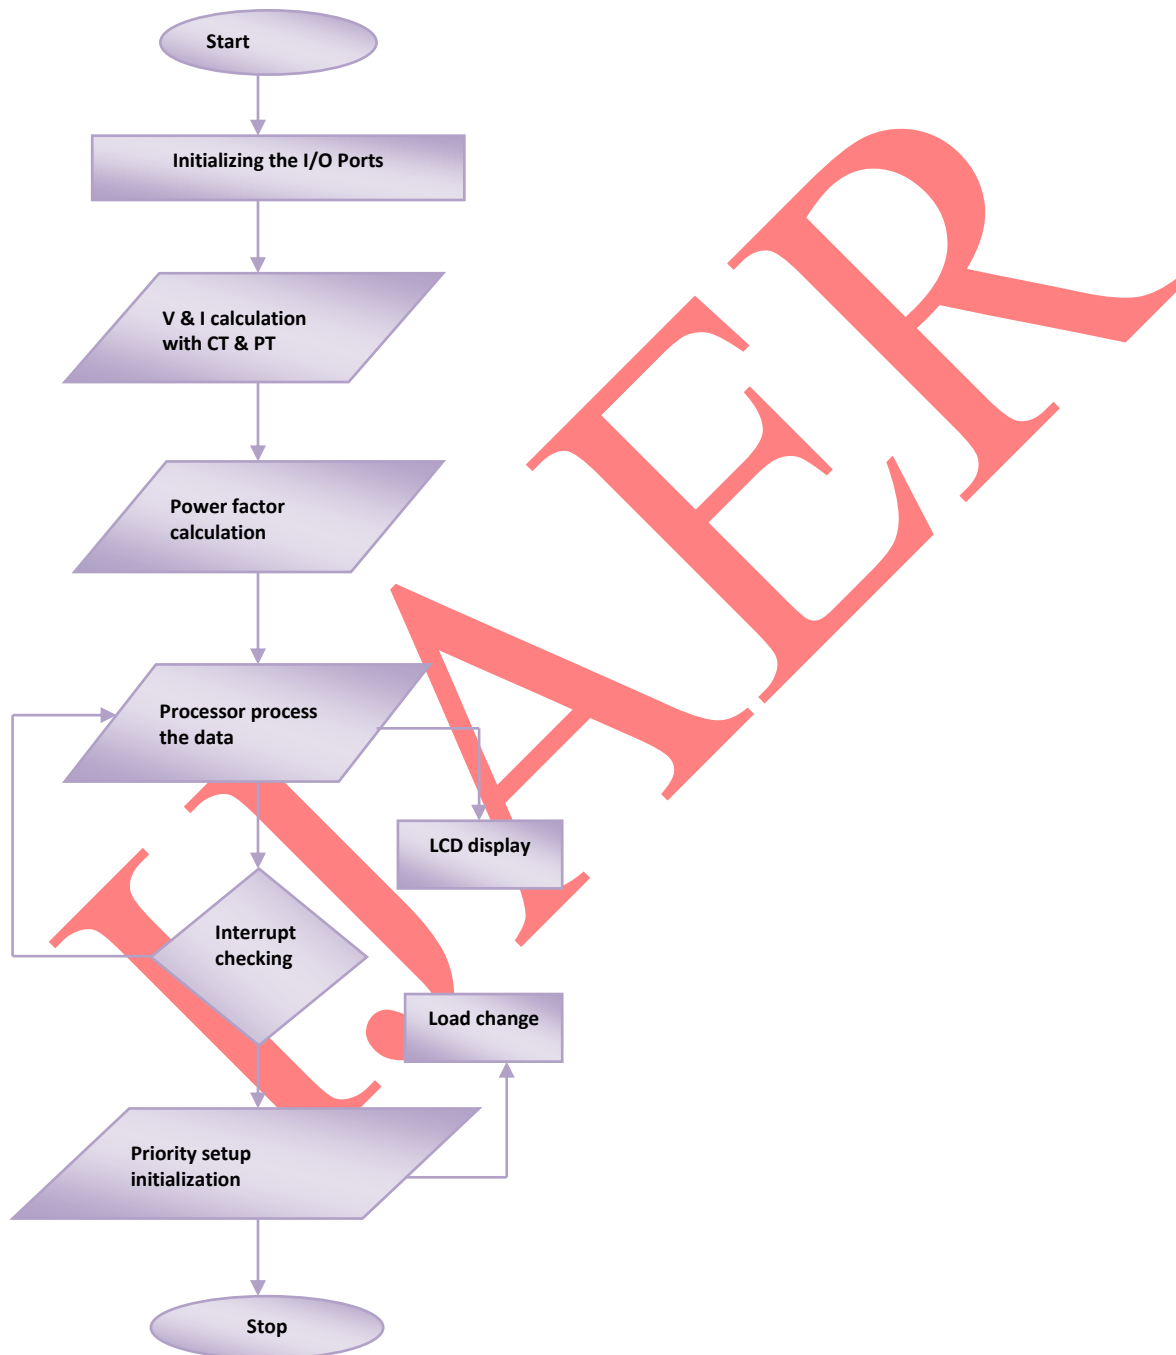 Start
Initializing the I/O Ports
V & I calculation
with CT & PT
Power factor
calculation
Processor process
the data
LCD display
Interrupt
checking
Load change
Priority setup
initialization
Stop
IJAER